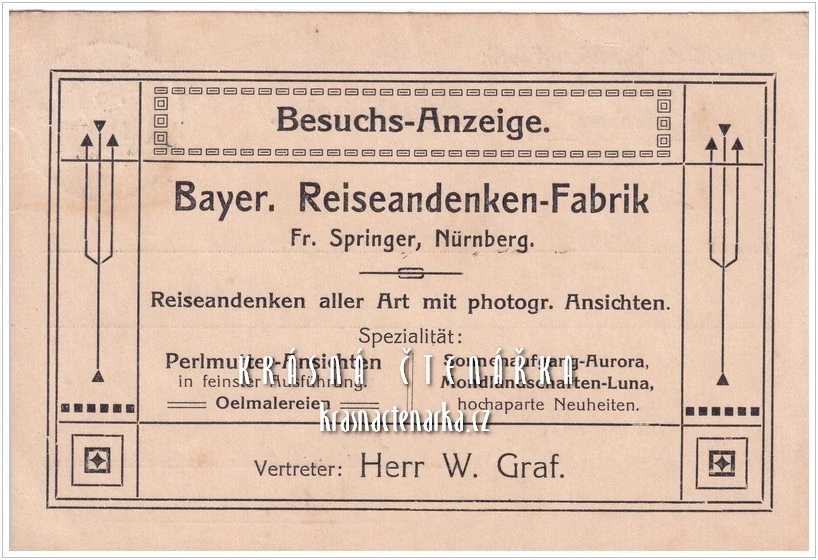 Besuchs-Anzeige.
Bayer. Reiseandenken-Fabrik
Fr. Springer, Nürnberg.
Reiseandenken aller Art mit photogr. Ansichten.
Spezialität:
Perlmutter-Ansichten
in feinster Ausführung
Oelmalereien
Sonnenaufgang-Aurora,
Mondlandschaften-Luna,
hochaparte Neuheiten.
KRÁSNÁ ČTENÁŘKA
krasnactenarka.cz
Vertreter: Herr W. Graf.